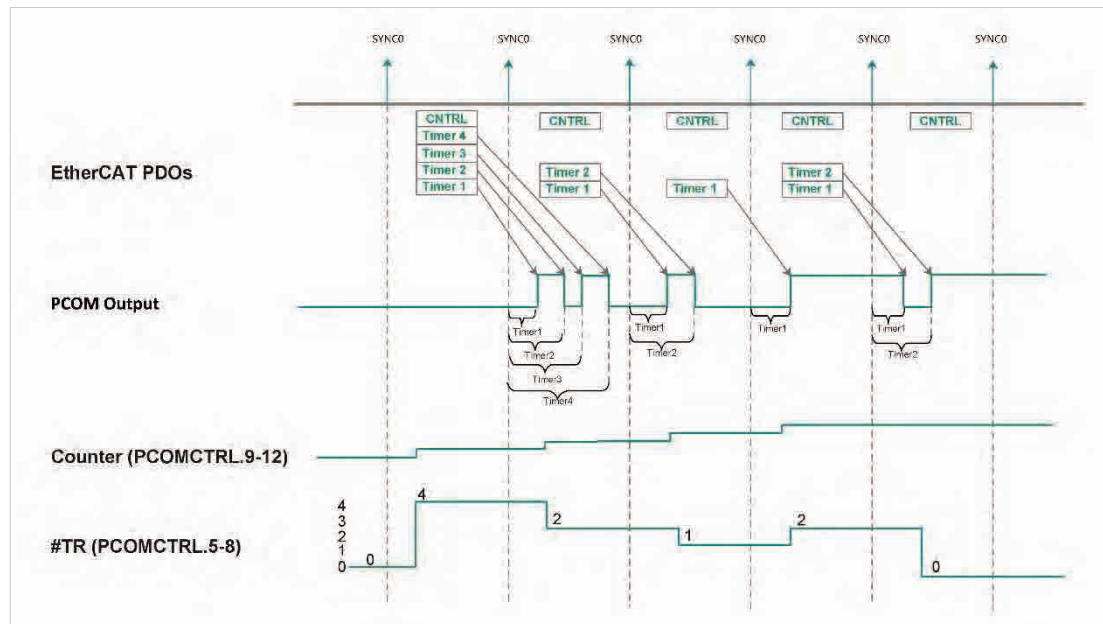 SYNC0 SYNC0 SYNC0 SYNC0 SYNC0 SYNC0
CNTRL CNTRL CNTRL CNTRL CNTRL
Timer 4
Timer 3
EtherCAT PDOs
Timer 2 Timer 2 Timer 2
Timer 1 Timer 1 Timer 1 Timer 1
PCOM Output
Timer1 Timer1 Timer1 Timer1
Timer2 Timer2 Timer2
Timer3
Timer4
Counter (PCOMCTRL.9-12)
4 4
3
2 2 2
1 1
#TR (PCOMCTRL.5-8)
0 0 0